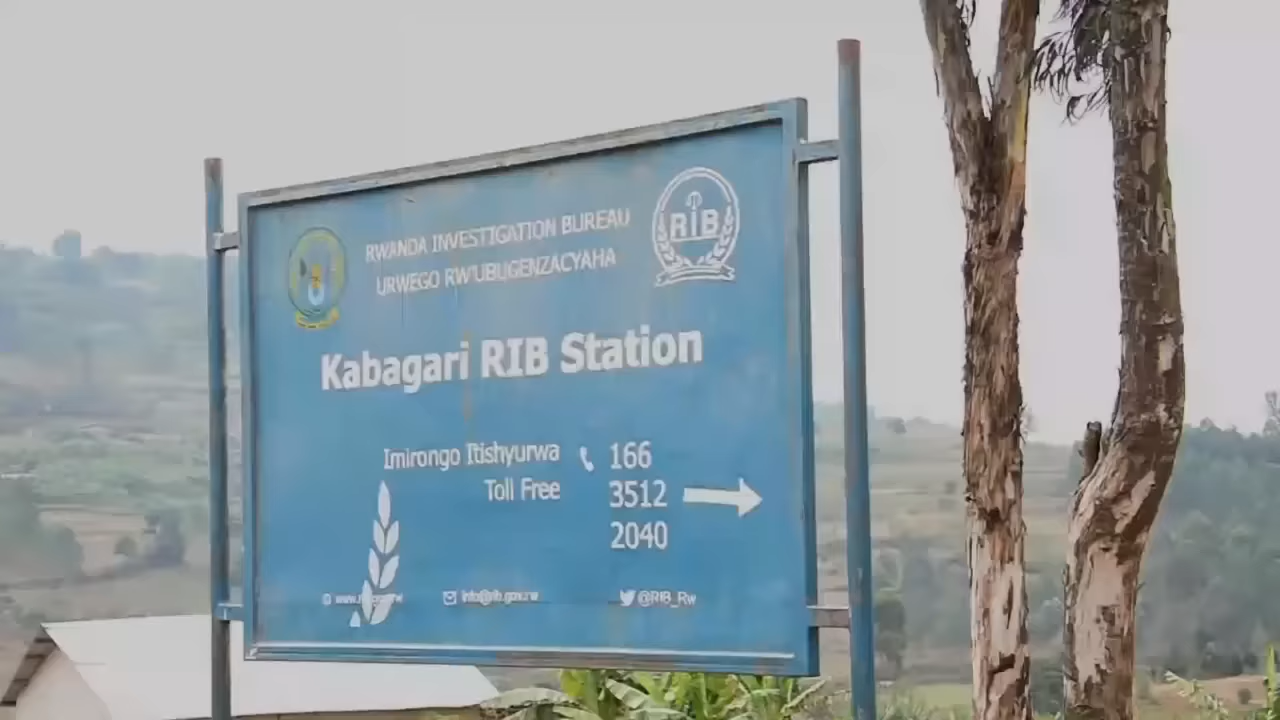 RWANDA INVESTIGATION BUREAU
URWEGO RW'UBUGENZACYAHA
RIB
Kabagari RIB Station
Imirongo Itishyurwa 166
Toll Free 3512
2040
info@rib.gov.rw @RIB_Rw